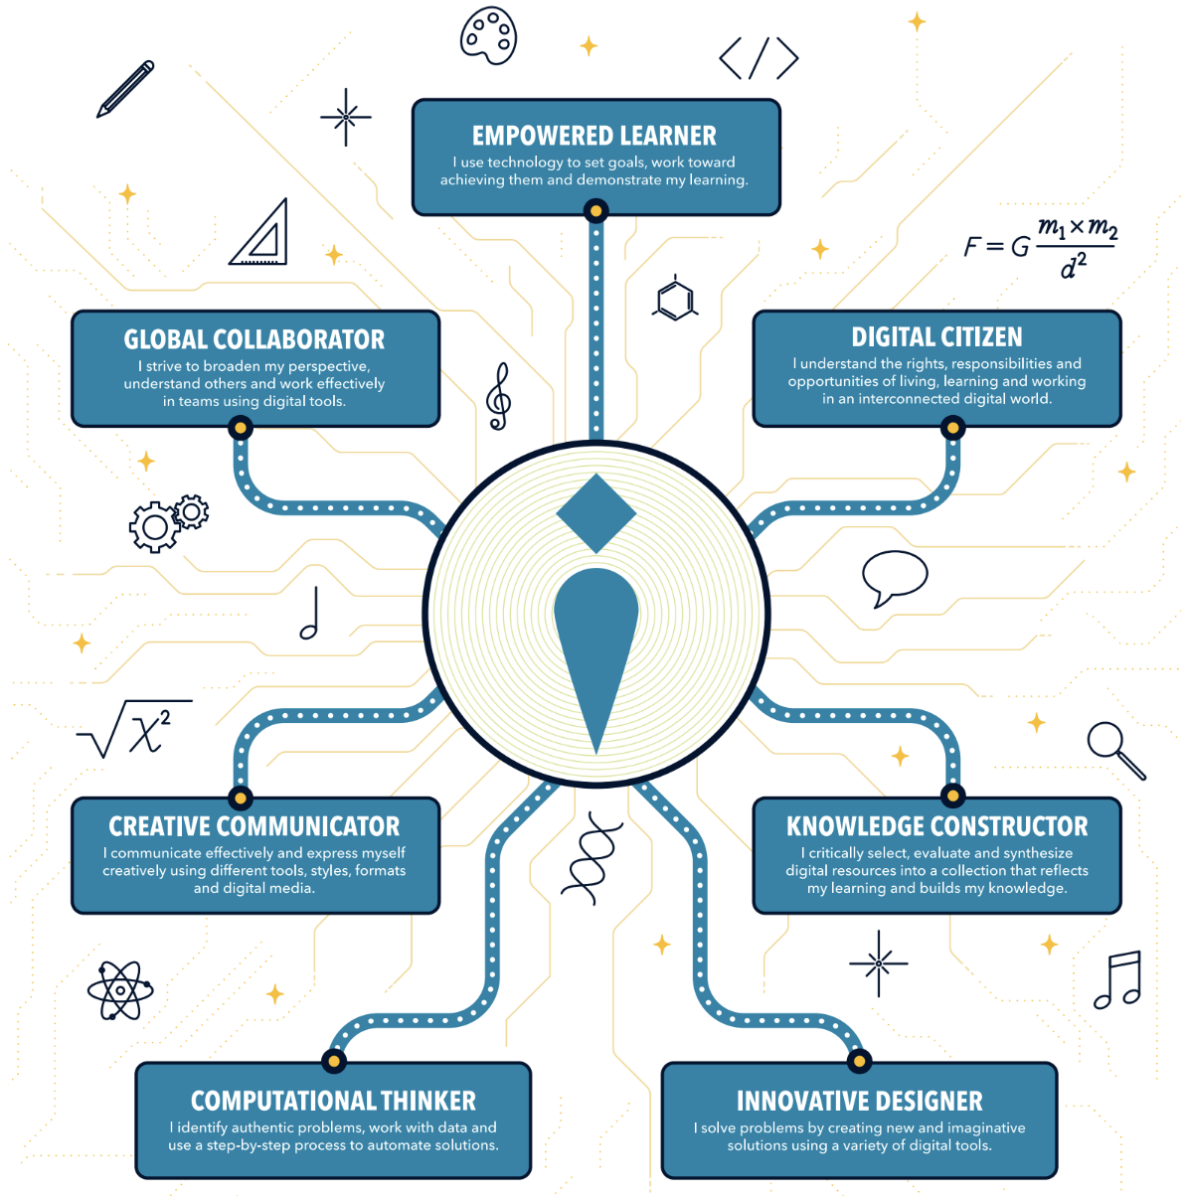 </>
EMPOWERED LEARNER
I use technology to set goals, work toward
achieving them and demonstrate my learning.
F = G m₁ × m₂ / d²
GLOBAL COLLABORATOR
I strive to broaden my perspective,
understand others and work effectively
in teams using digital tools.
DIGITAL CITIZEN
I understand the rights, responsibilities and
opportunities of living, learning and working
in an interconnected digital world.
√x²
CREATIVE COMMUNICATOR
I communicate effectively and express myself
creatively using different tools, styles, formats
and digital media.
KNOWLEDGE CONSTRUCTOR
I critically select, evaluate and synthesize
digital resources into a collection that reflects
my learning and builds my knowledge.
COMPUTATIONAL THINKER
I identify authentic problems, work with data and
use a step-by-step process to automate solutions.
INNOVATIVE DESIGNER
I solve problems by creating new and imaginative
solutions using a variety of digital tools.